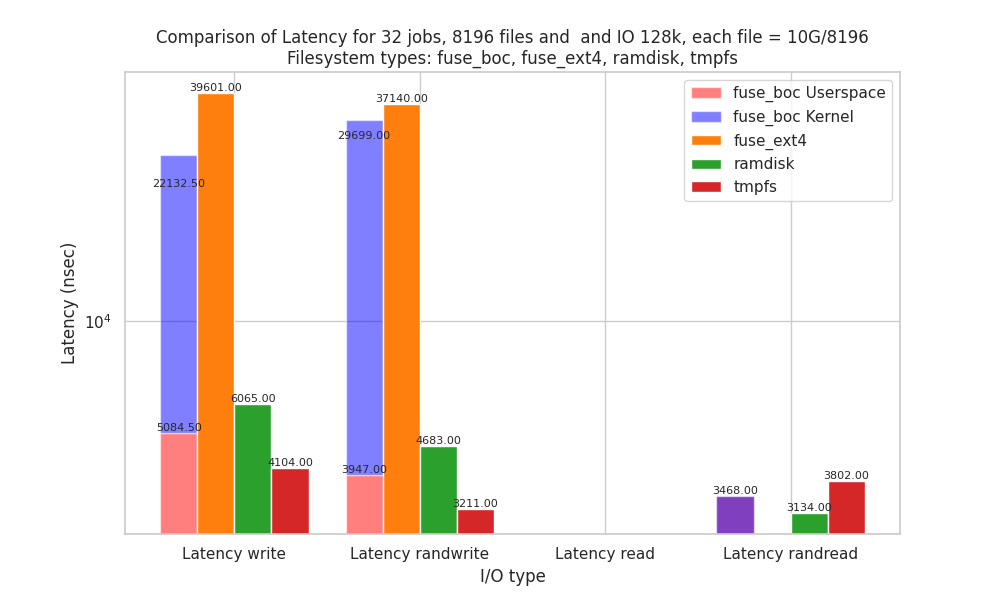 Comparison of Latency for 32 jobs, 8196 files and  and IO 128k, each file = 10G/8196
Filesystem types: fuse_boc, fuse_ext4, ramdisk, tmpfs
fuse_boc Userspace
fuse_boc Kernel
fuse_ext4
ramdisk
tmpfs
39601.00
37140.00
29699.00
22132.50
Latency (nsec)
10⁴
6065.00
5084.50
4104.00
4683.00
3947.00
3211.00
3468.00
3134.00
3802.00
Latency write
Latency randwrite
Latency read
Latency randread
I/O type